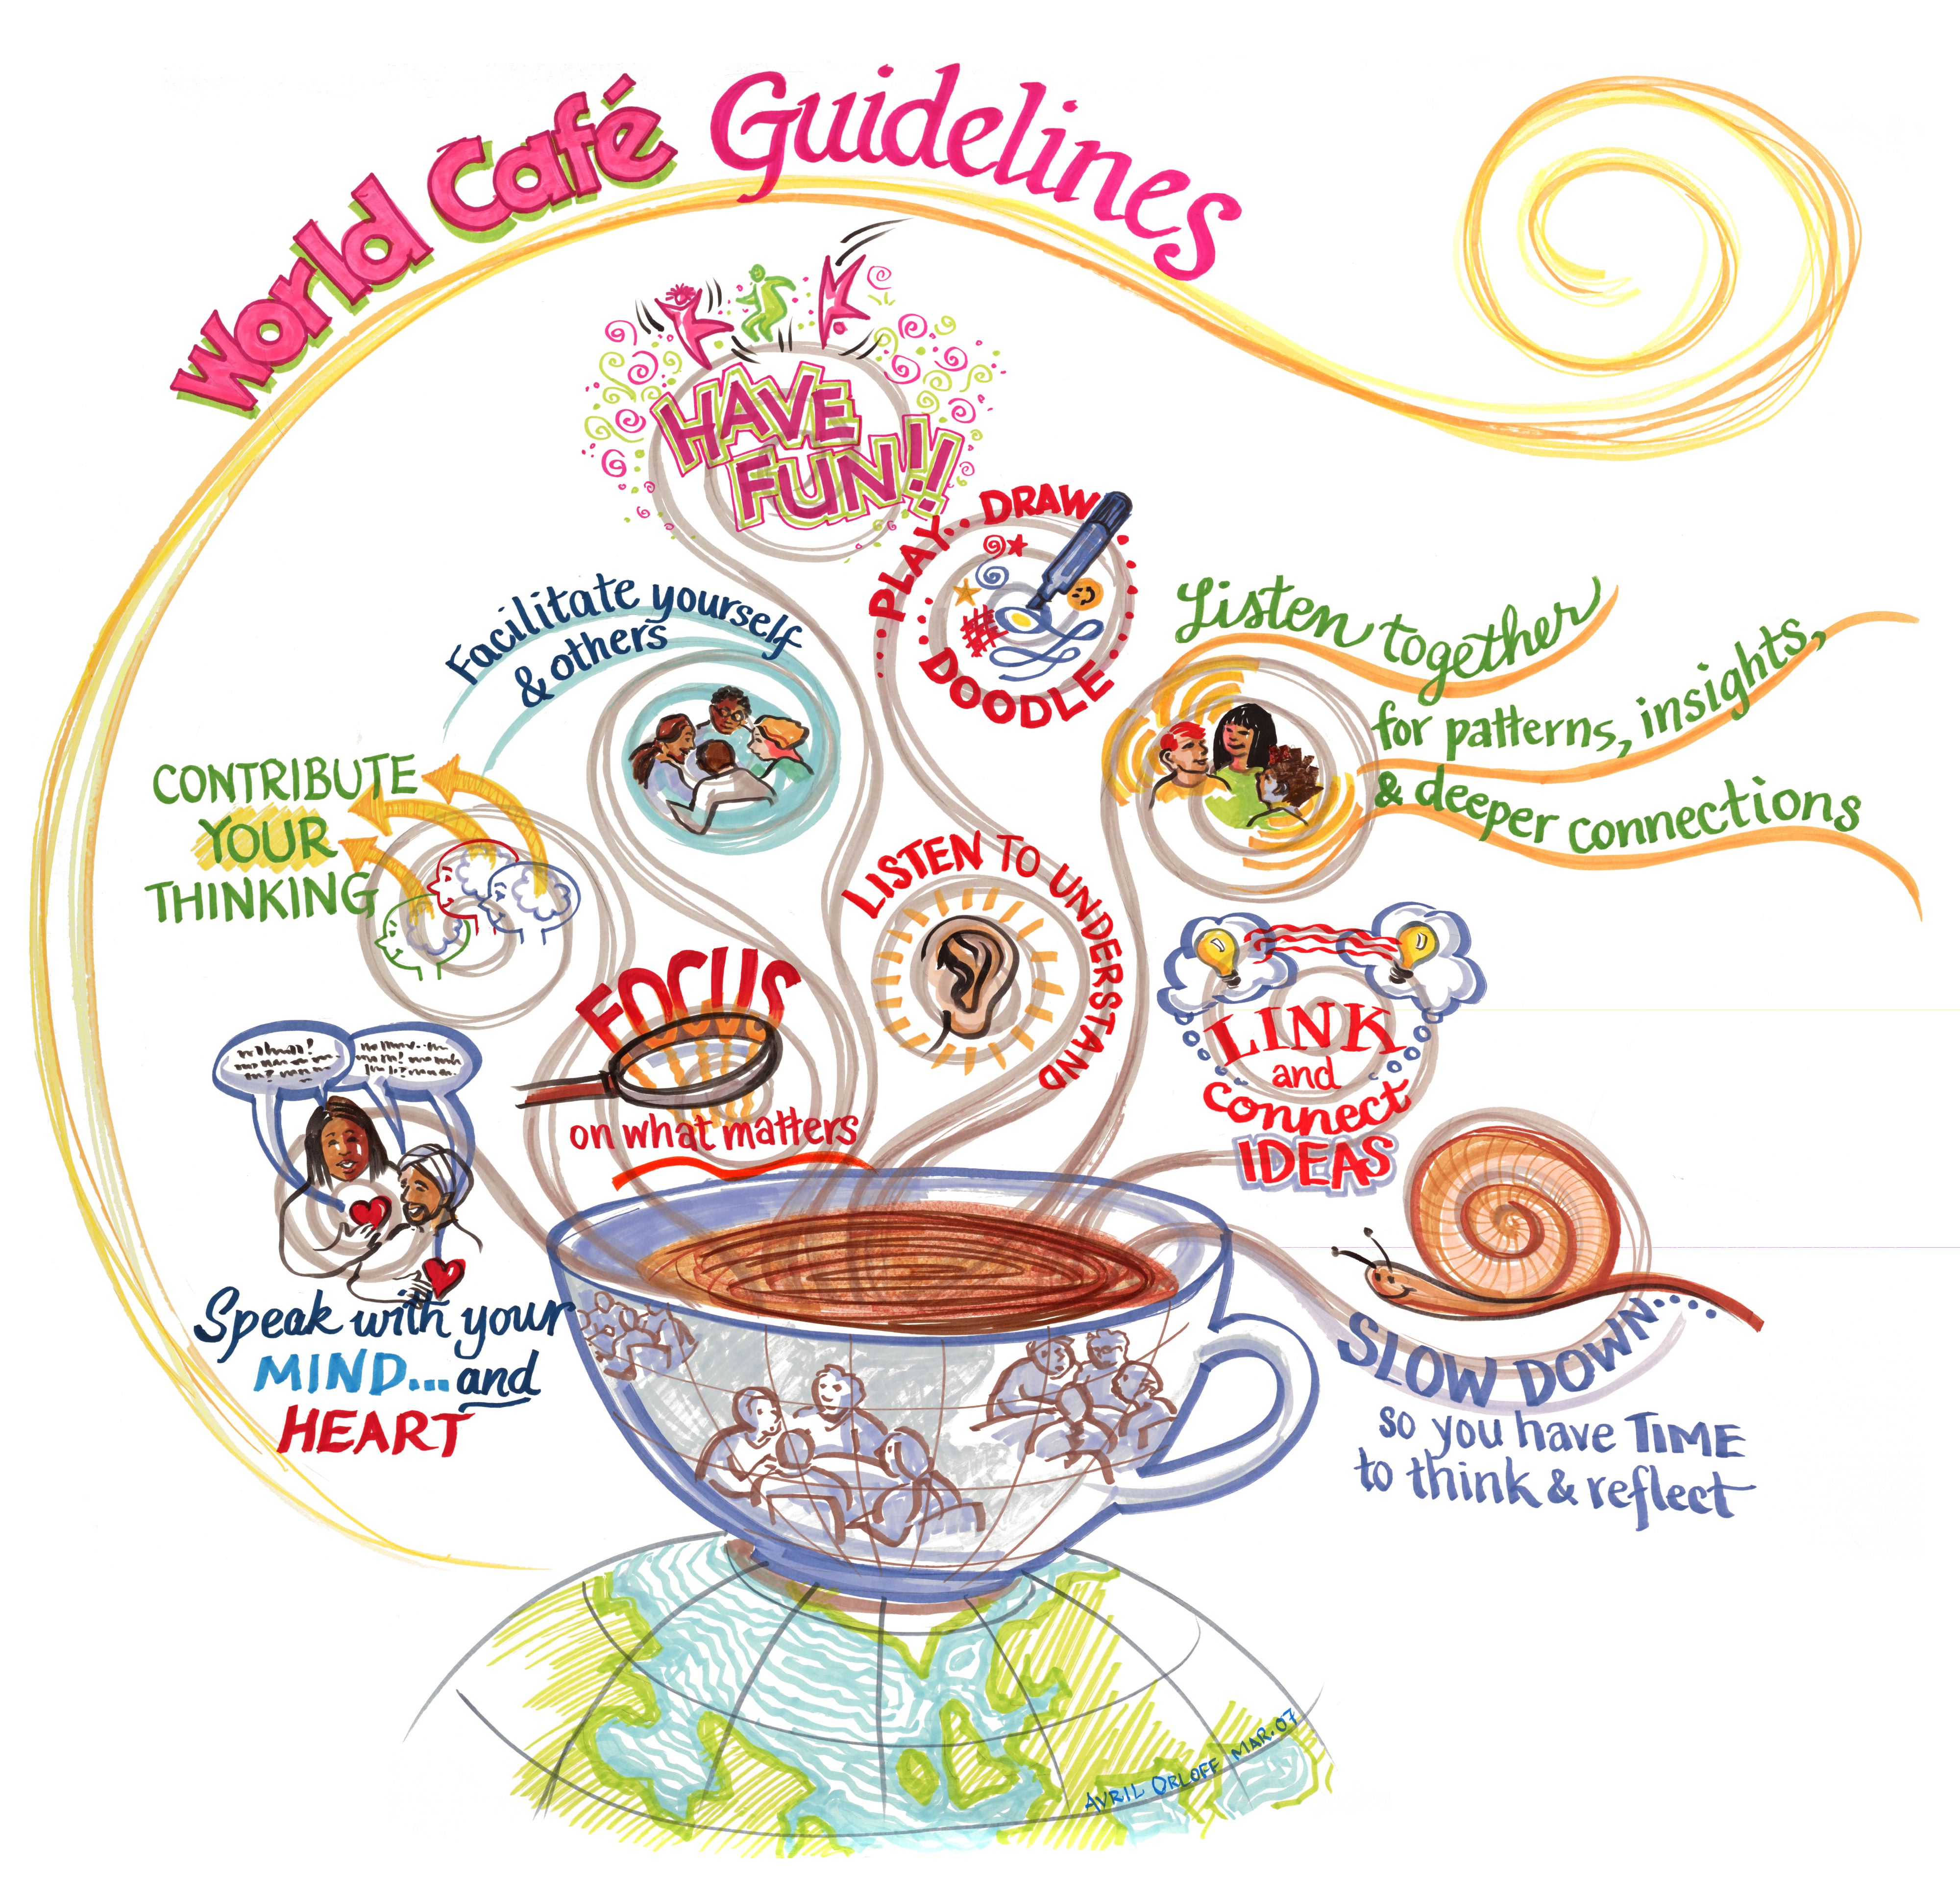 World Café Guidelines
HAVE
FUN!!
PLAY.. DRAW
DOODLE
Facilitate yourself
& others
Listen together
for patterns, insights,
& deeper connections
CONTRIBUTE
YOUR
THINKING
LISTEN TO UNDERSTAND
FOCUS
on what matters
LINK
and
connect
IDEAS
Speak with your
MIND...and
HEART
SLOW DOWN....
so you have TIME
to think & reflect
AVRIL ORLOFF MAR.07